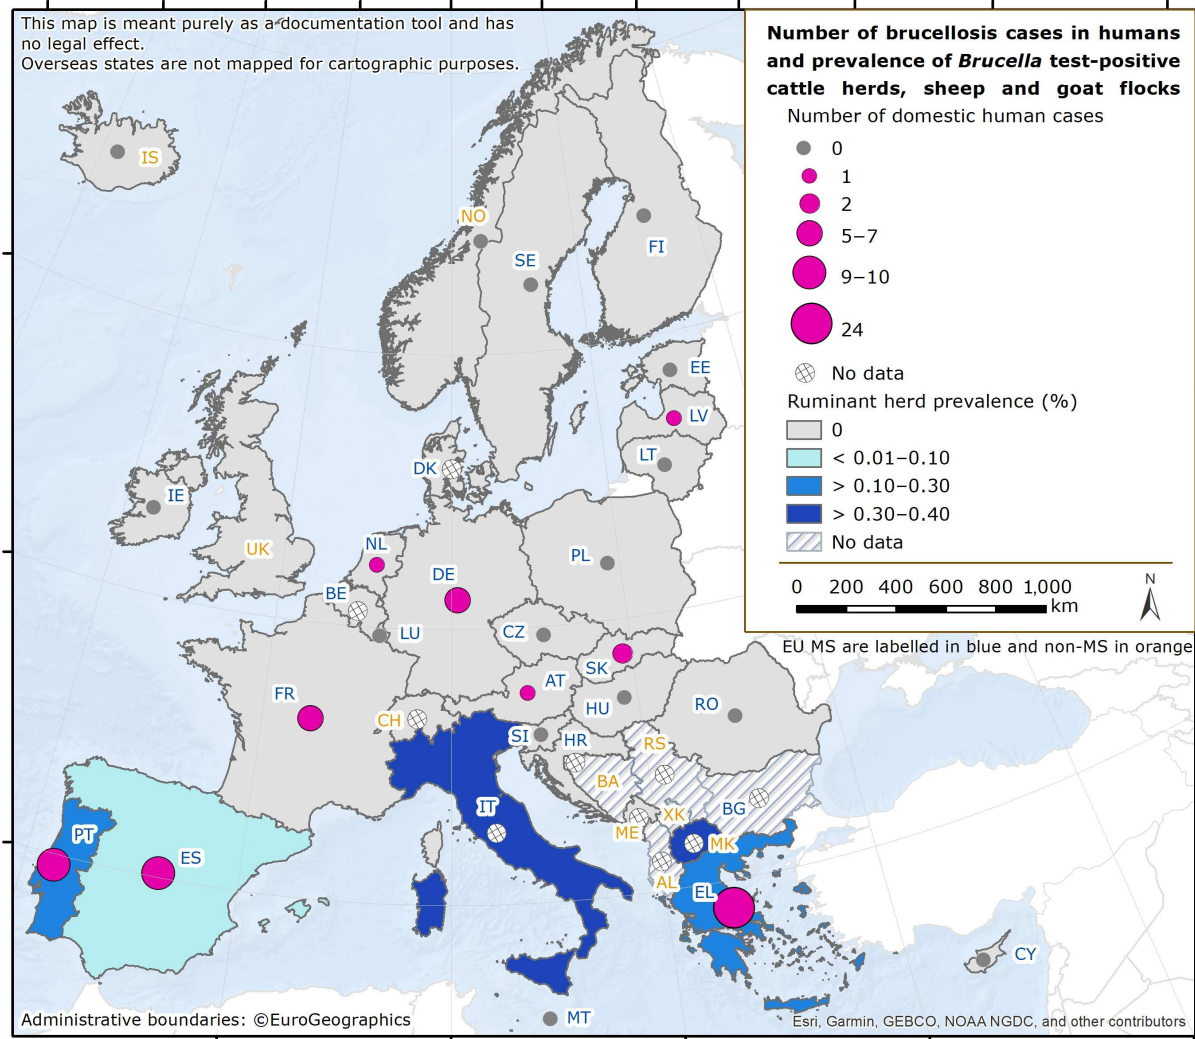 This map is meant purely as a documentation tool and has
no legal effect.
Overseas states are not mapped for cartographic purposes.
Number of brucellosis cases in humans
and prevalence of Brucella test-positive
cattle herds, sheep and goat flocks
Number of domestic human cases
0
1
2
5–7
9–10
24
No data
Ruminant herd prevalence (%)
0
< 0.01–0.10
> 0.10–0.30
> 0.30–0.40
No data
0 200 400 600 800 1,000
km
N
EU MS are labelled in blue and non-MS in orange
IS
NO
SE
FI
EE
LV
LT
DK
IE
UK
NL
PL
DE
BE
LU
CZ
SK
AT
FR
CH
HU
RO
SI
HR
RS
BA
IT
XK
BG
ME
MK
PT
ES
AL
EL
CY
MT
Administrative boundaries: ©EuroGeographics
Esri, Garmin, GEBCO, NOAA NGDC, and other contributors